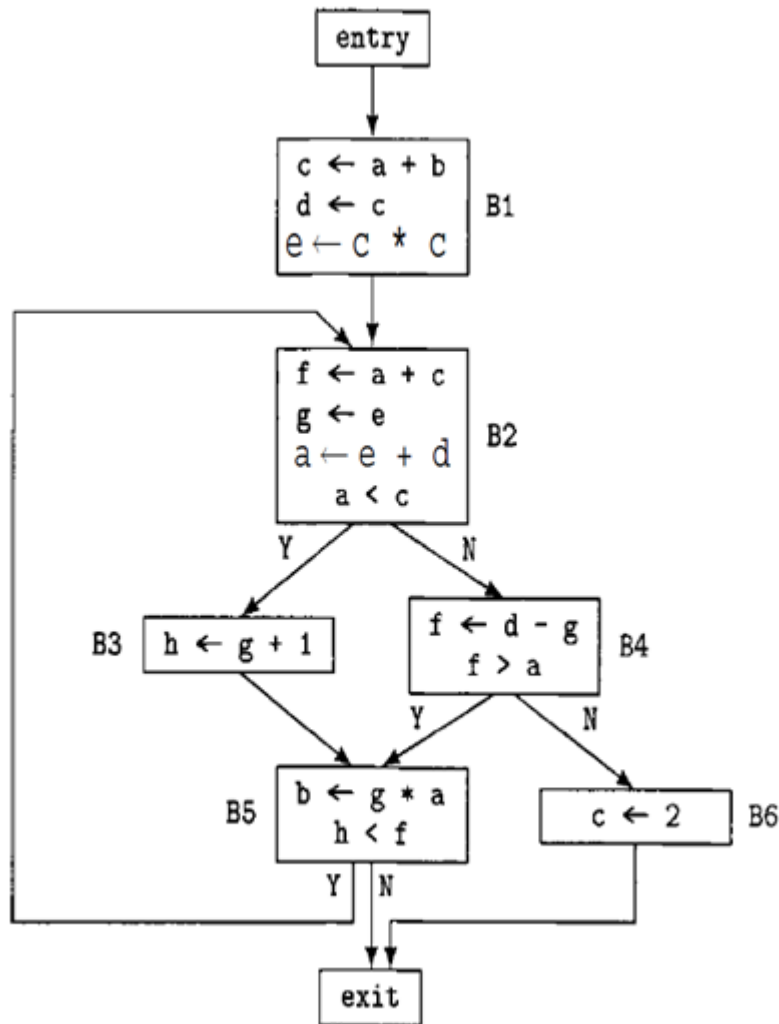 entry
c ← a + b
d ← c
e ← c * c
B1
f ← a + c
g ← e
a ← e + d
a < c
B2
Y
N
B3
h ← g + 1
f ← d - g
f > a
B4
Y
N
B5
b ← g * a
h < f
c ← 2
B6
Y
N
exit